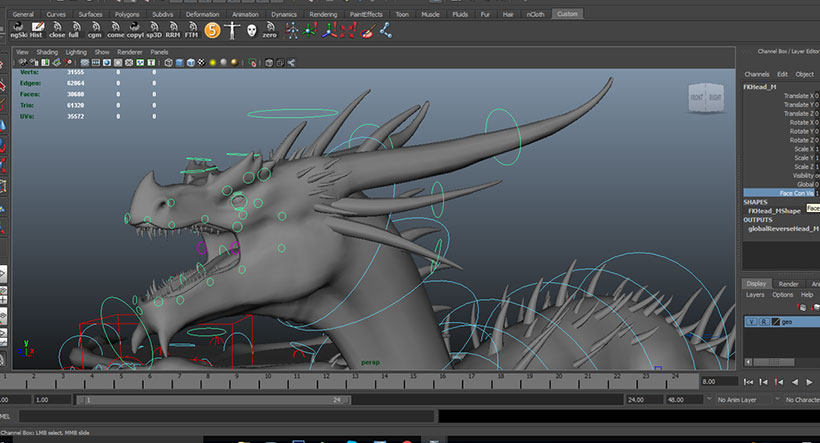 General Curves Surfaces Polygons Subdivs Deformation Animation Dynamics Rendering PaintEffects Toon Muscle Fluids Fur Hair nCloth Custom
ngSki Hist close full cgm come copyl sp3D RRM FTM 5 zero
View Shading Lighting Show Renderer Panels
Channel Box / Layer Editor
Verts: 31555 0 0
Edges: 62064 0 0
Faces: 30680 0 0
Tris: 61320 0 0
UVs: 35572 0 0
FRONT RIGHT
Channels Edit Object
FKHead_M
Translate X 0
Translate Y 0
Translate Z 0
Rotate X 0
Rotate Y 0
Rotate Z 0
Scale X 1
Scale Y 1
Scale Z 1
Visibility on
Global 0
Face Con Vis 1
SHAPES
FKHead_MShape
Face
OUTPUTS
globalReverseHead_M
Display Render Ani
Layers Options Help
V R geo
y
x
persp
1 2 3 4 5 6 7 8 9 10 11 12 13 14 15 16 17 18 19 20 21 22 23 24
8.00
.00 1.00 1 24 24.00 48.00 No Anim Layer No Characte
MEL
Channel Box: LMB select, MMB slide